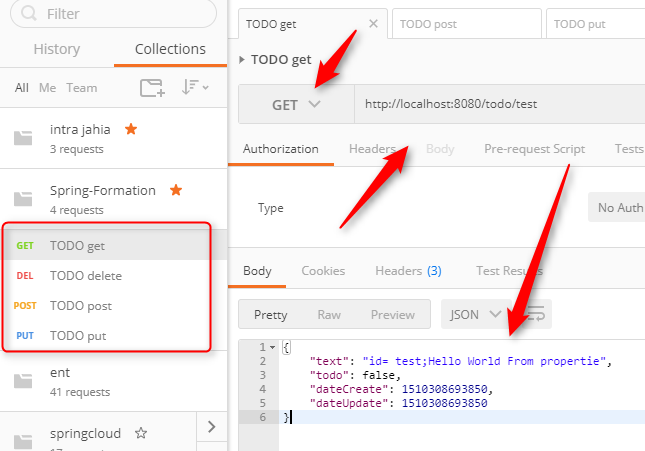 Filter
History
Collections
All Me Team
intra jahia
3 requests
Spring-Formation
4 requests
GET TODO get
DEL TODO delete
POST TODO post
PUT TODO put
ent
41 requests
springcloud
TODO get
TODO post
TODO put
TODO get
GET
http://localhost:8080/todo/test
Authorization
Headers
Body
Pre-request Script
Tests
Type
No Auth
Body
Cookies
Headers (3)
Test Results
Pretty
Raw
Preview
JSON
1 {
2 "text": "id= test;Hello World From propertie",
3 "todo": false,
4 "dateCreate": 1510308693850,
5 "dateUpdate": 1510308693850
6 }